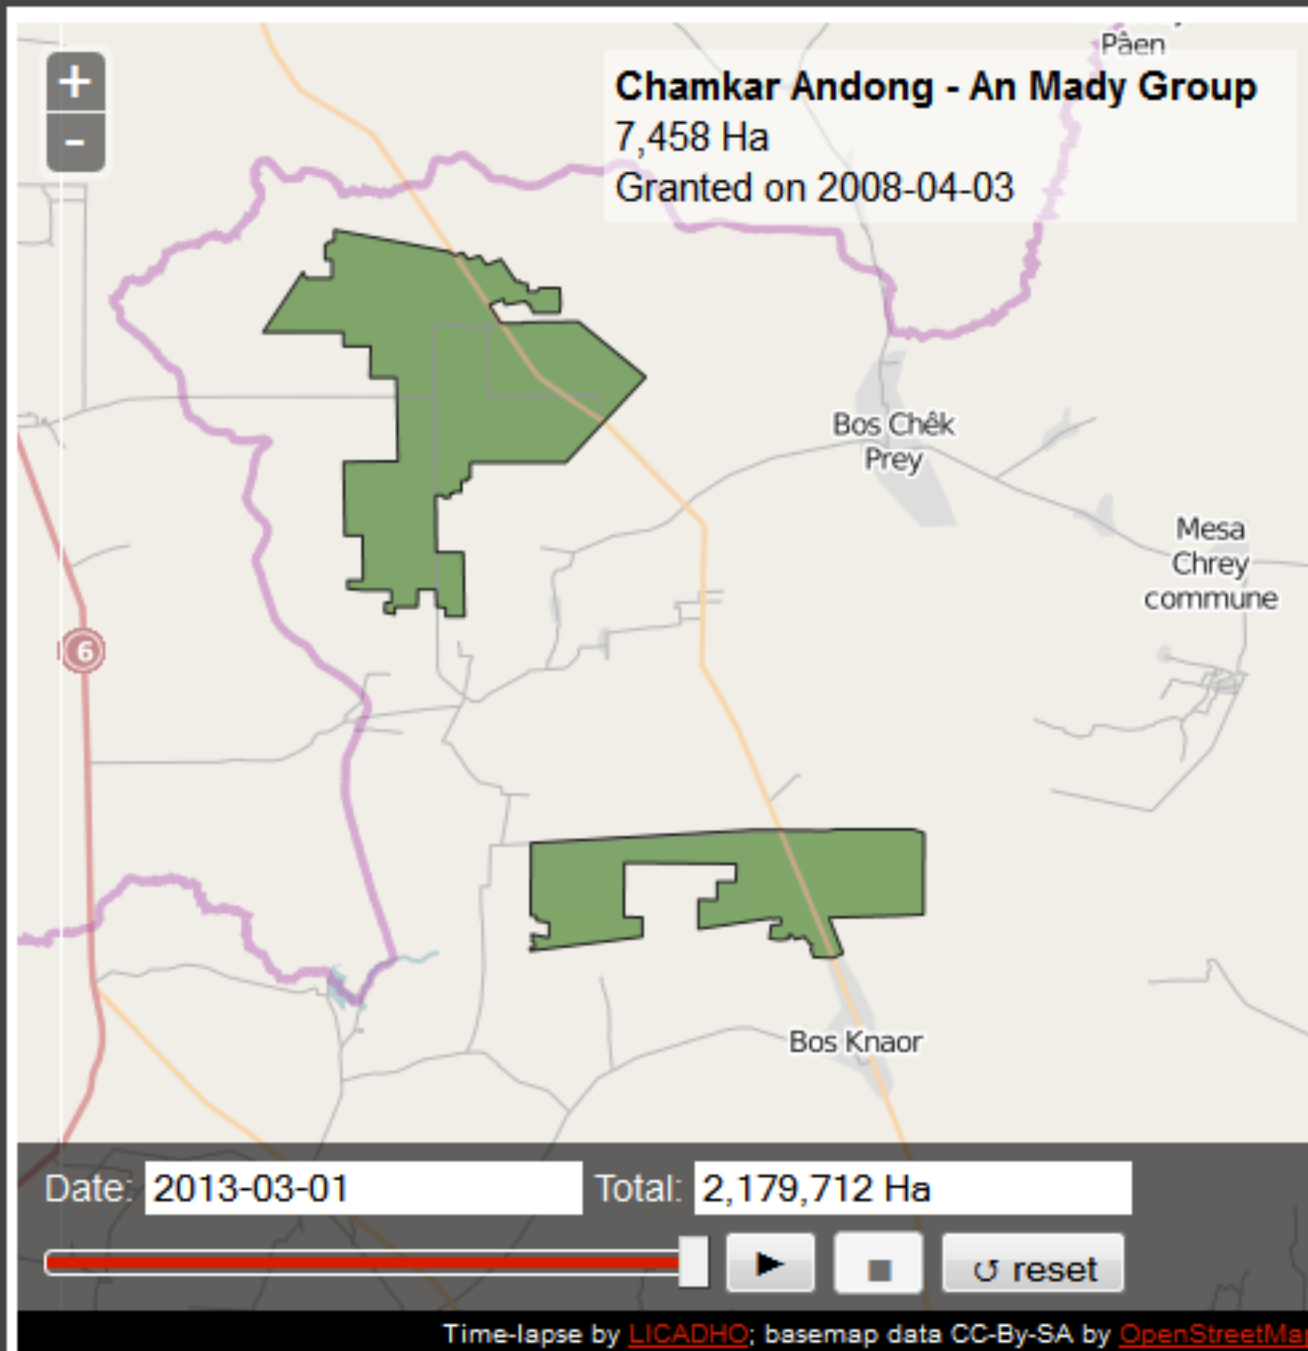 Pâen
+
-
Chamkar Andong - An Mady Group
7,458 Ha
Granted on 2008-04-03
Bos Chêk
Prey
Mesa
Chrey
commune
6
Bos Knaor
Date: 2013-03-01 Total: 2,179,712 Ha
↺ reset
Time-lapse by LICADHO; basemap data CC-By-SA by OpenStreetMap